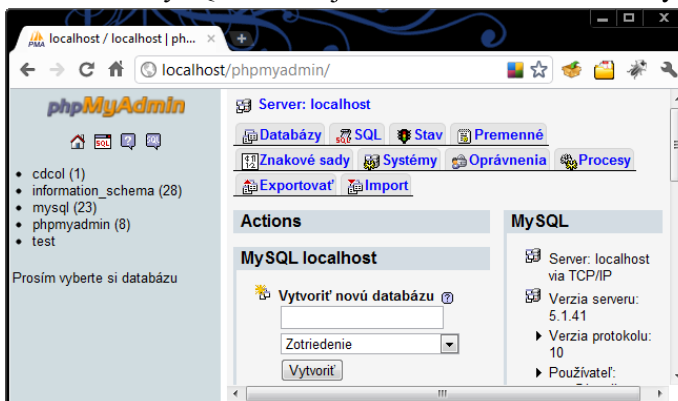 localhost / localhost | ph...
localhost/phpmyadmin/
phpMyAdmin
cdcol (1)
information_schema (28)
mysql (23)
phpmyadmin (8)
test
Prosím vyberte si databázu
Server: localhost
Databázy SQL Stav Premenné
Znakové sady Systémy Oprávnenia Procesy
Exportovať Import
Actions
MySQL localhost
Vytvoriť novú databázu
Zotriedenie
Vytvoriť
MySQL
Server: localhost
via TCP/IP
Verzia serveru:
5.1.41
Verzia protokolu:
10
Používateľ: